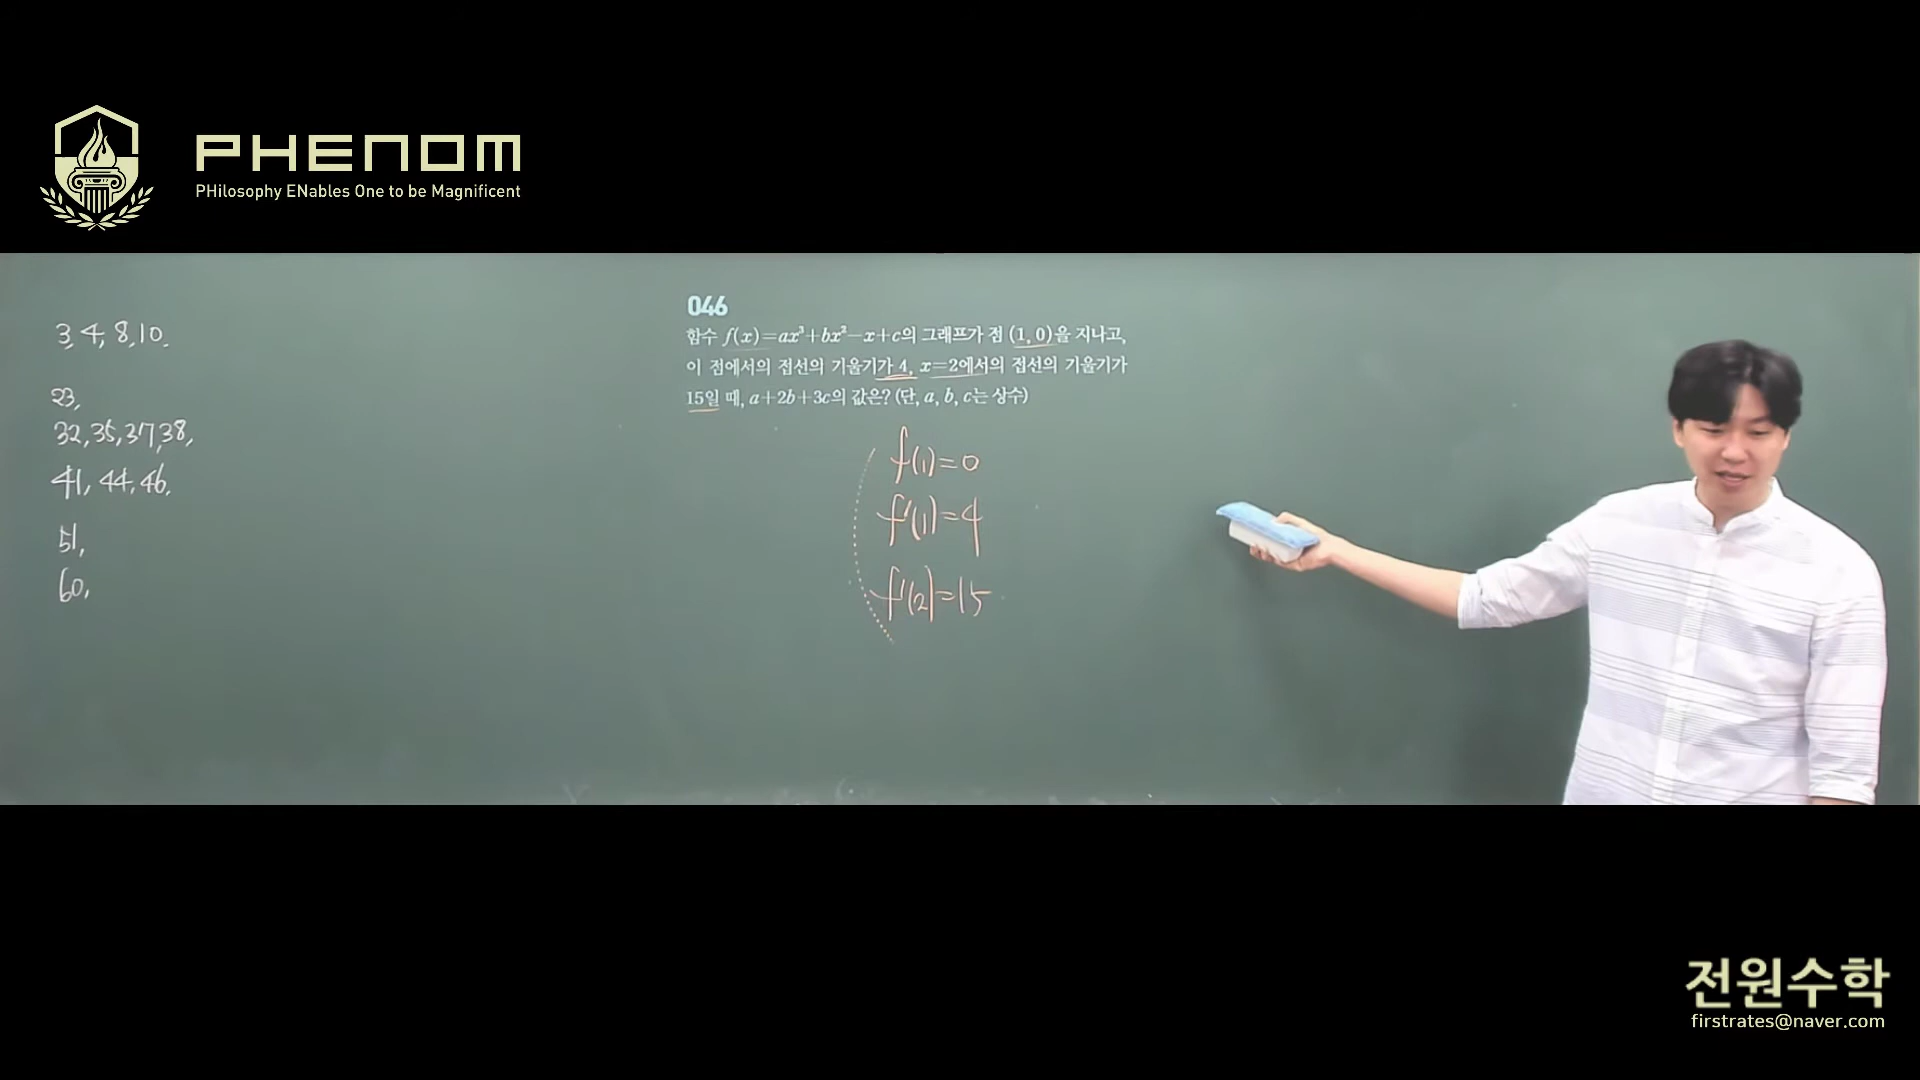 PHENOM
PHilosophy ENables One to be Magnificent
3, 4, 8, 10.
23,
32, 35, 37, 38,
41, 44, 46,
51,
60,
046
함수 f(x)=ax³+bx²-x+c의 그래프가 점 (1, 0)을 지나고,
이 점에서의 접선의 기울기가 4, x=2에서의 접선의 기울기가
15일 때, a+2b+3c의 값은? (단, a, b, c는 상수)
f(1)=0
f'(1)=4
f'(2)=15
전원수학
firstrates@naver.com